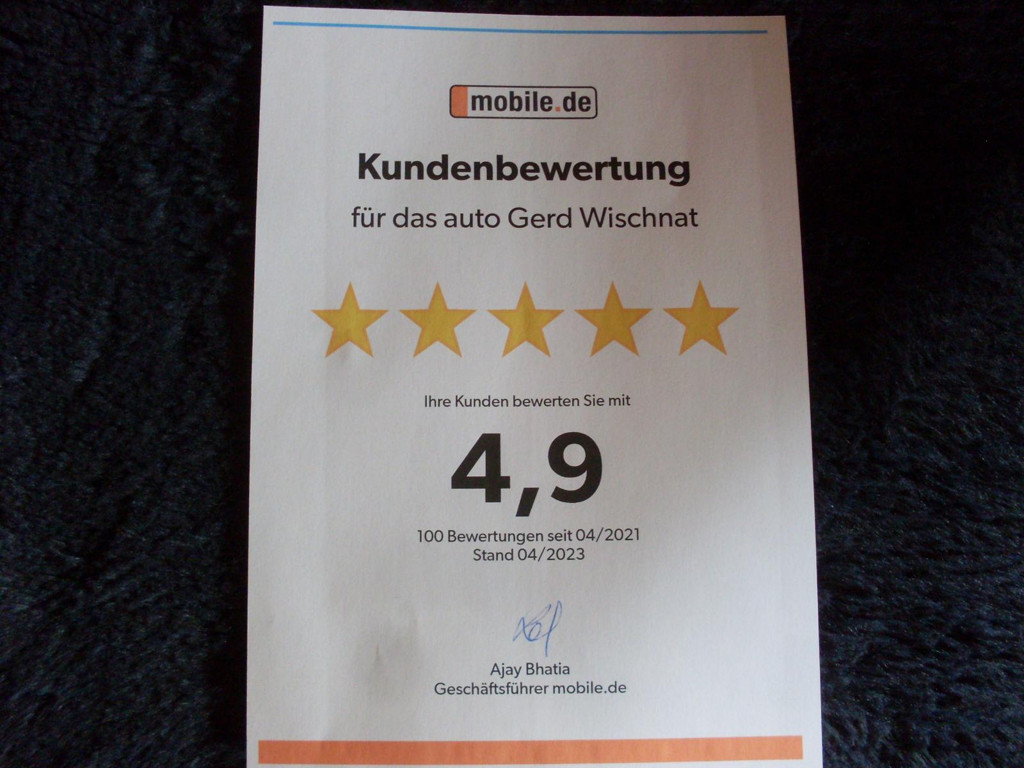 mobile.de
Kundenbewertung
für das auto Gerd Wischnat
Ihre Kunden bewerten Sie mit
4,9
100 Bewertungen seit 04/2021
Stand 04/2023
Ajay Bhatia
Geschäftsführer mobile.de